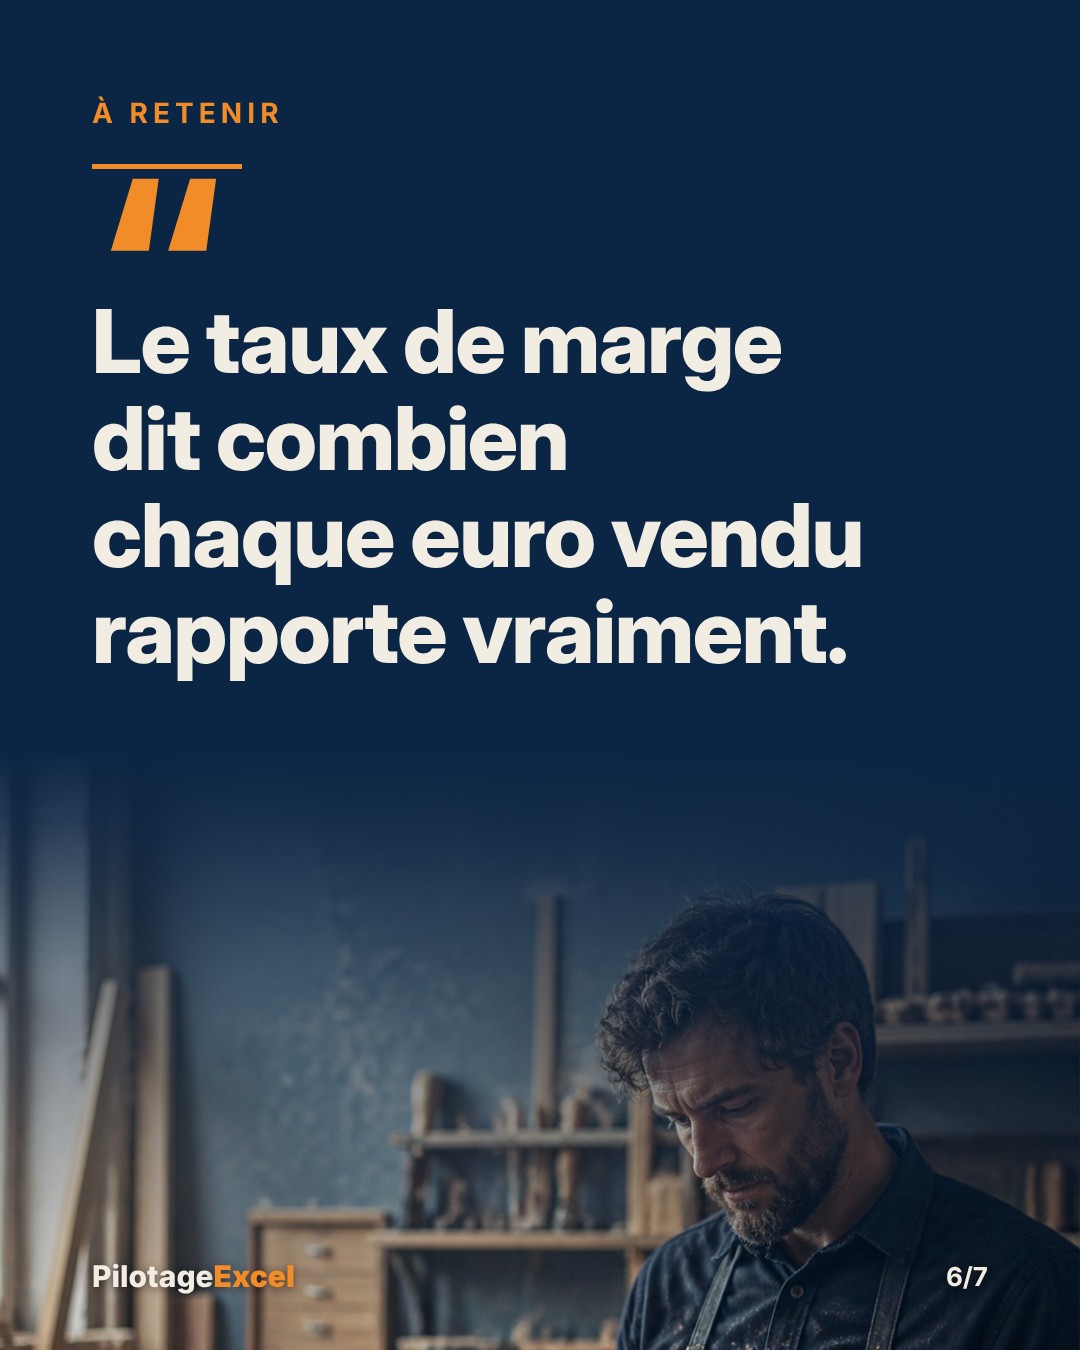 À RETENIR
"
Le taux de marge
dit combien
chaque euro vendu
rapporte vraiment.
PilotageExcel
6/7